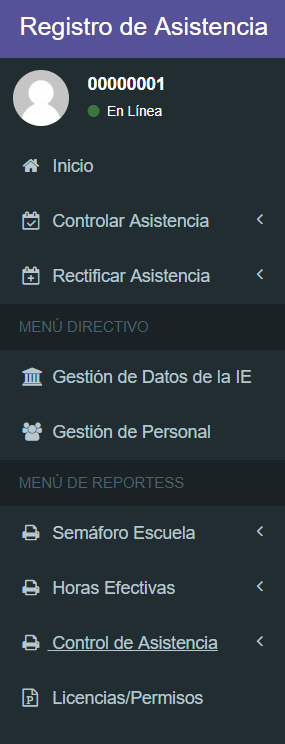 Registro de Asistencia
00000001
En Línea
Inicio
Controlar Asistencia
Rectificar Asistencia
MENÚ DIRECTIVO
Gestión de Datos de la IE
Gestión de Personal
MENÚ DE REPORTESS
Semáforo Escuela
Horas Efectivas
Control de Asistencia
Licencias/Permisos